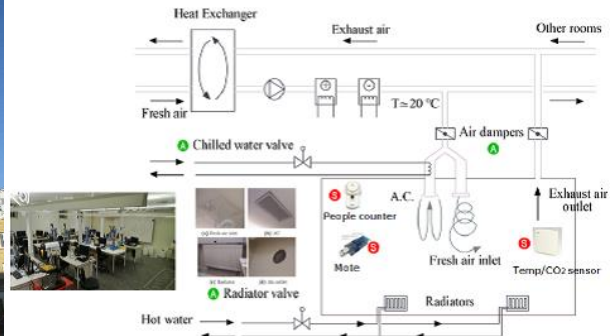 Heat Exchanger
Exhaust air
Other rooms
Fresh air
T≃20 °C
Air dampers
A
A Chilled water valve
A.C.
S
People counter
Exhaust air
outlet
S
Mote
S
Fresh air inlet
Temp/CO2 sensor
A Radiator valve
Radiators
Hot water